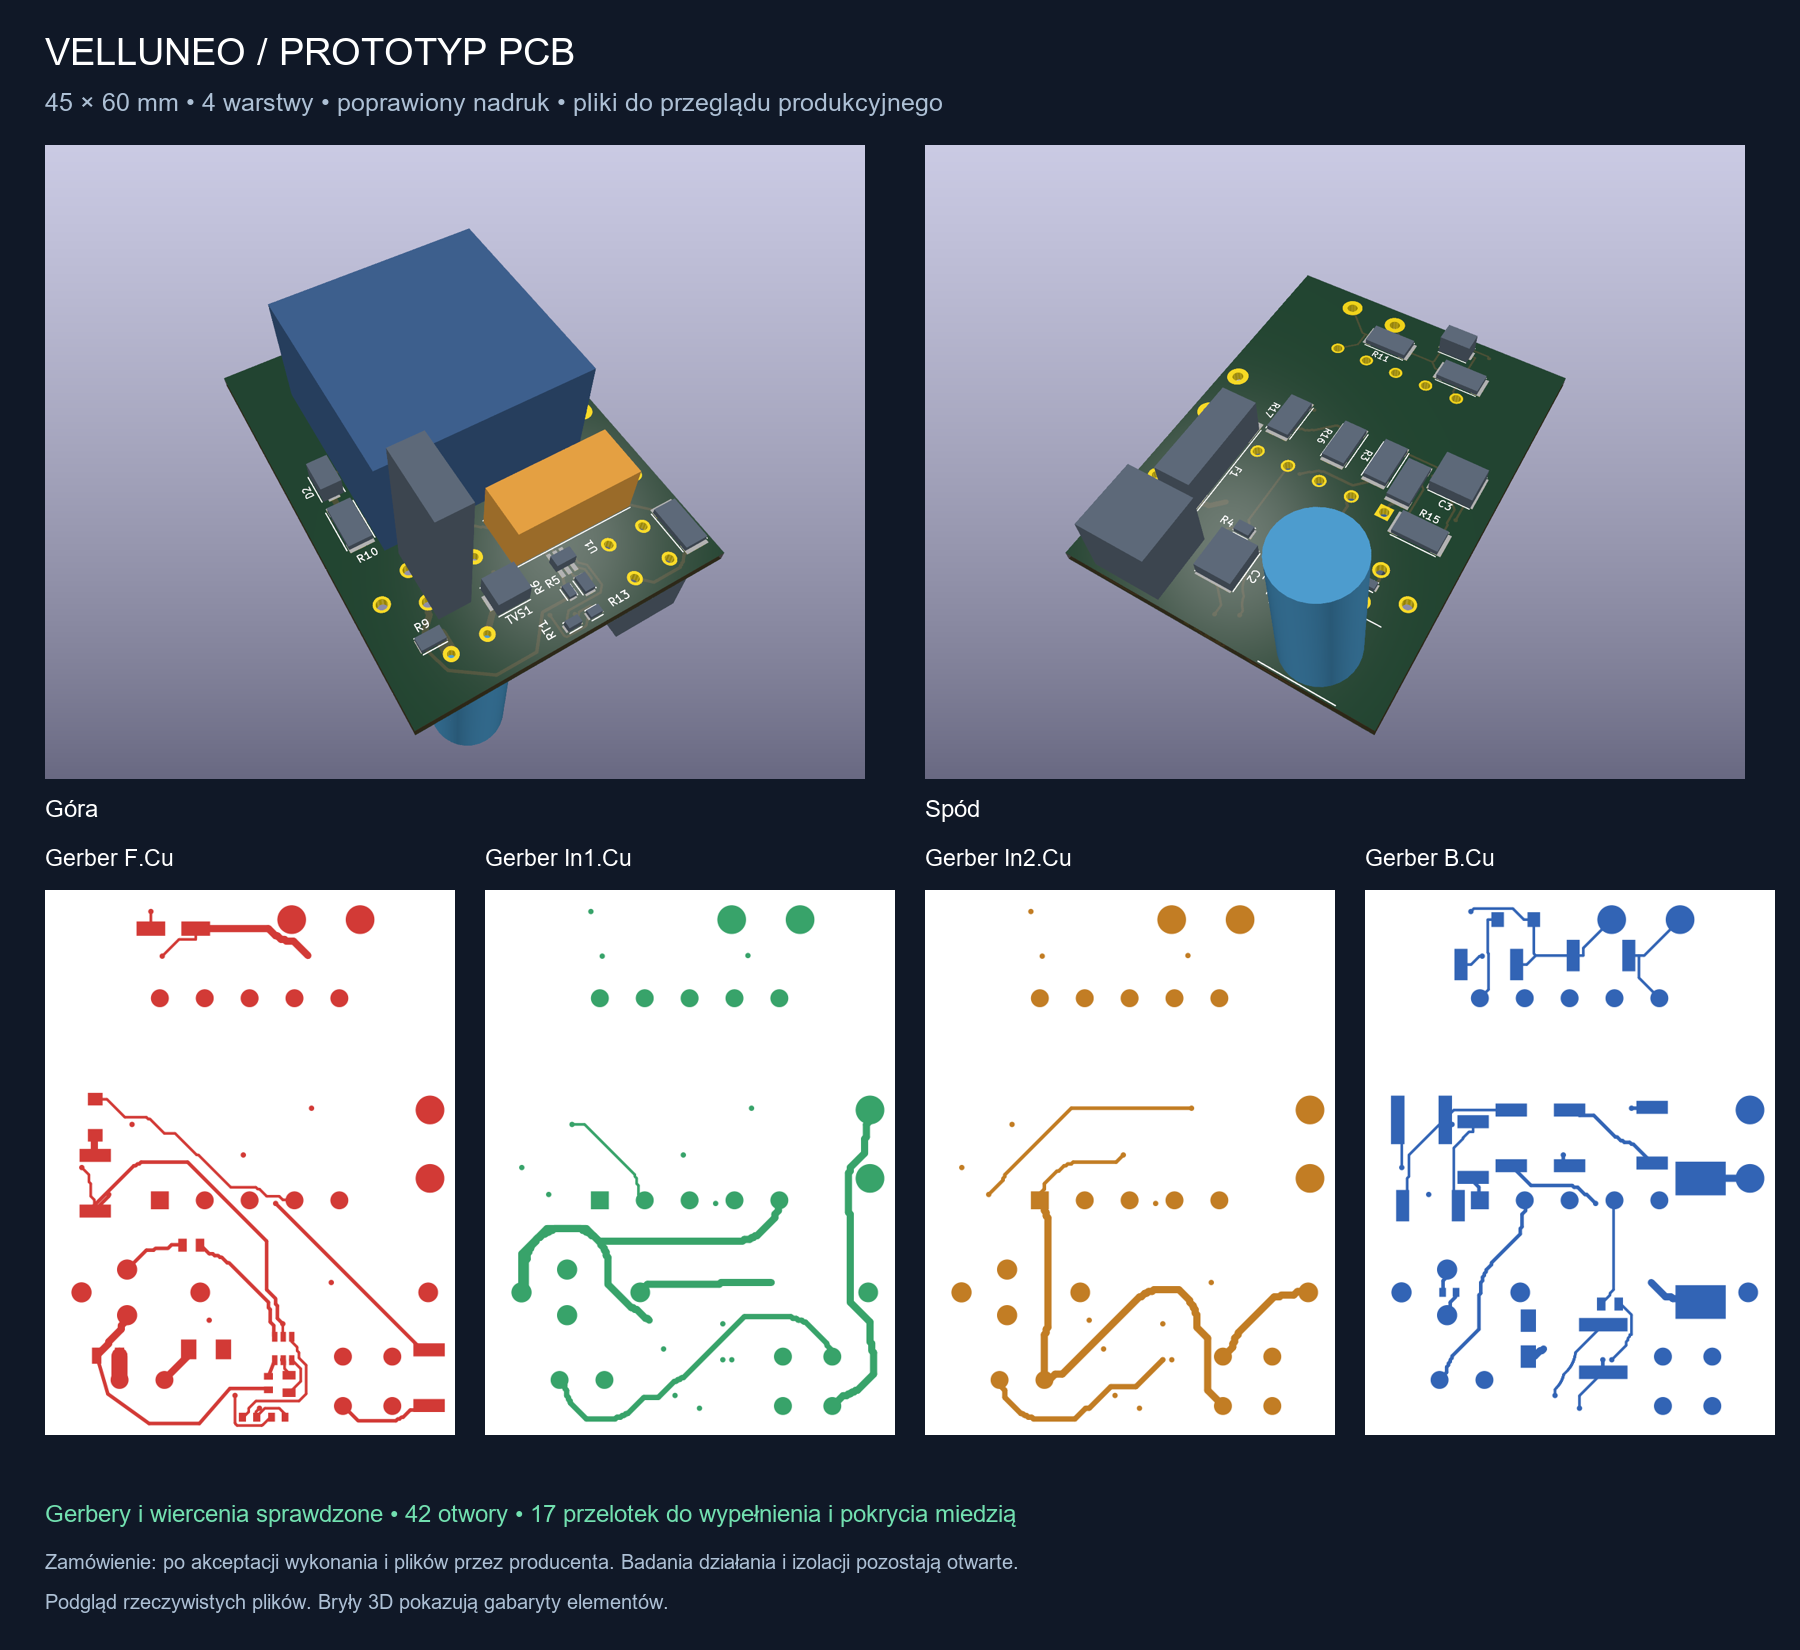 VELLUNEO / PROTOTYP PCB
45 × 60 mm • 4 warstwy • poprawiony nadruk • pliki do przeglądu produkcyjnego
D2
R10
R9
TVS1
R6
R5
U1
R11
R13
R11
R17
R16
R3
F1
C3
R15
R4
C2
Góra
Spód
Gerber F.Cu
Gerber In1.Cu
Gerber In2.Cu
Gerber B.Cu
Gerbery i wiercenia sprawdzone • 42 otwory • 17 przelotek do wypełnienia i pokrycia miedzią
Zamówienie: po akceptacji wykonania i plików przez producenta. Badania działania i izolacji pozostają otwarte.
Podgląd rzeczywistych plików. Bryły 3D pokazują gabaryty elementów.